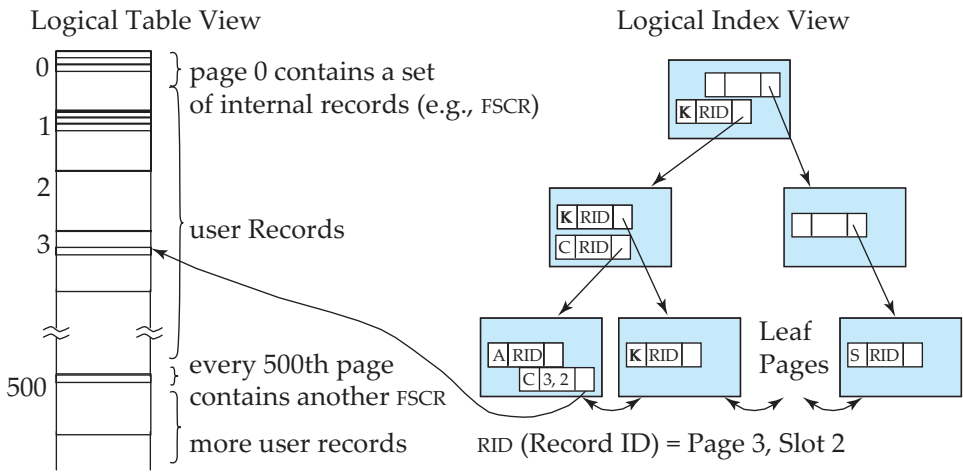 Logical Table View
Logical Index View
0
page 0 contains a set
of internal records (e.g., FSCR)
1
2
3
user Records
500
every 500th page
contains another FSCR
more user records
K RID
K RID
C RID
A RID
C 3, 2
K RID
Leaf
Pages
S RID
RID (Record ID) = Page 3, Slot 2